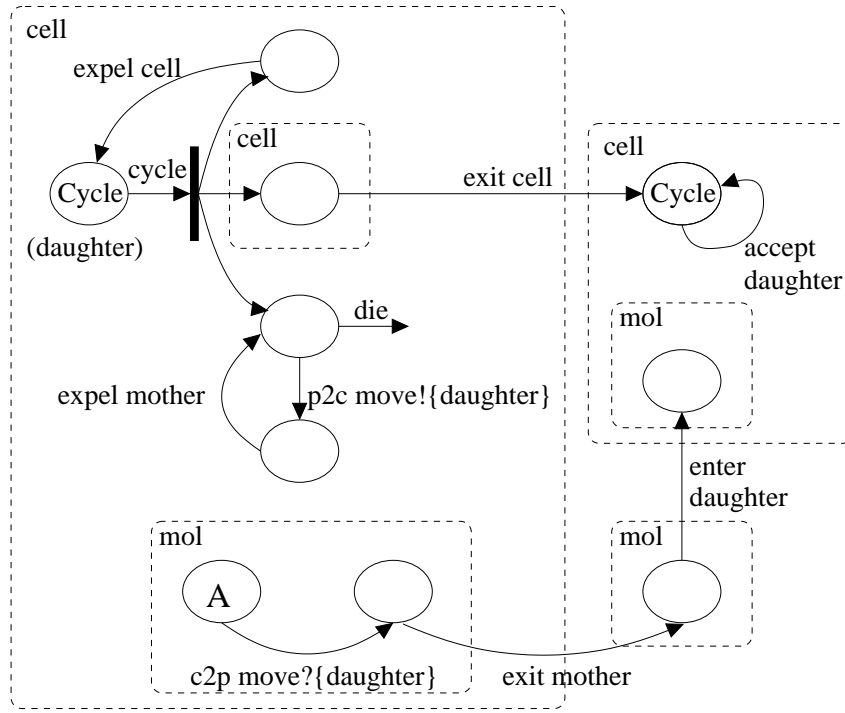 cell
expel cell
cell
cell
cycle
Cycle
exit cell
Cycle
(daughter)
accept
daughter
die
mol
expel mother
p2c move!{daughter}
enter
daughter
mol
mol
A
c2p move?{daughter}
exit mother